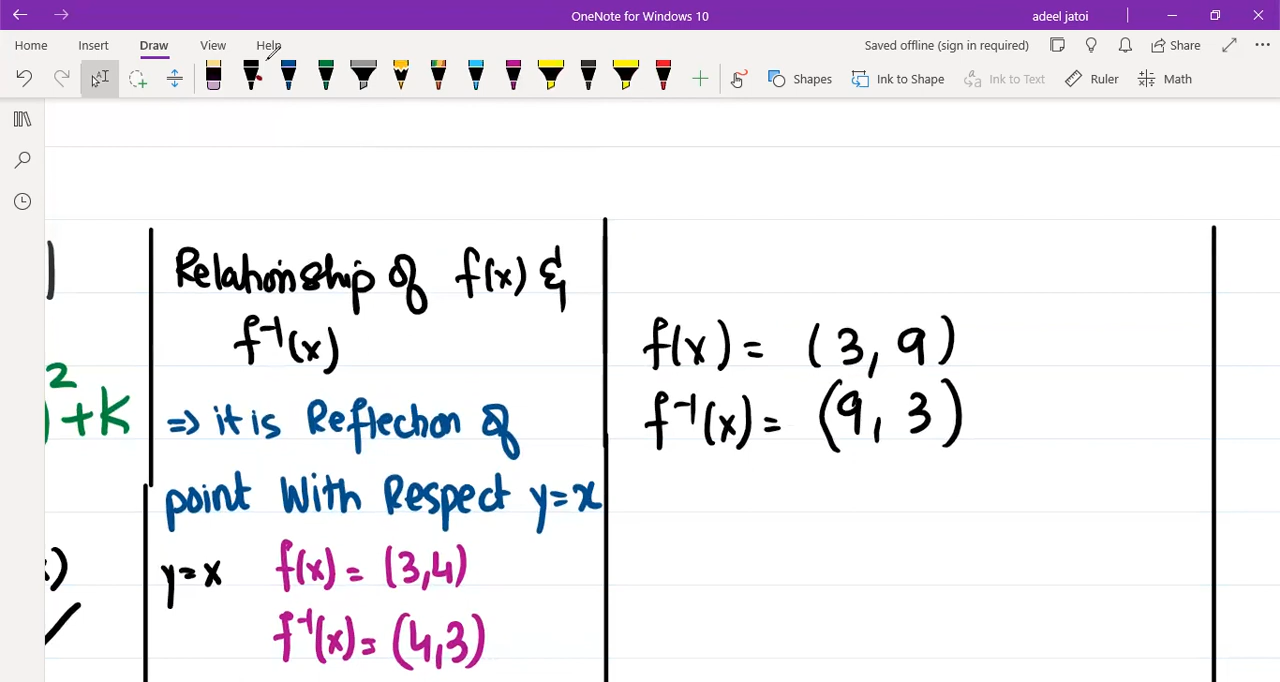 OneNote for Windows 10
adeel jatoi
Home Insert Draw View Help
Saved offline (sign in required) Share
Shapes Ink to Shape Ink to Text Ruler Math
Relationship of f(x) &
f⁻¹(x)
⇒ it is Reflection of
point With Respect y=x
y=x f(x) = (3,4)
f⁻¹(x) = (4,3)
f(x) = (3, 9)
f⁻¹(x) = (9, 3)
)² + K
x)